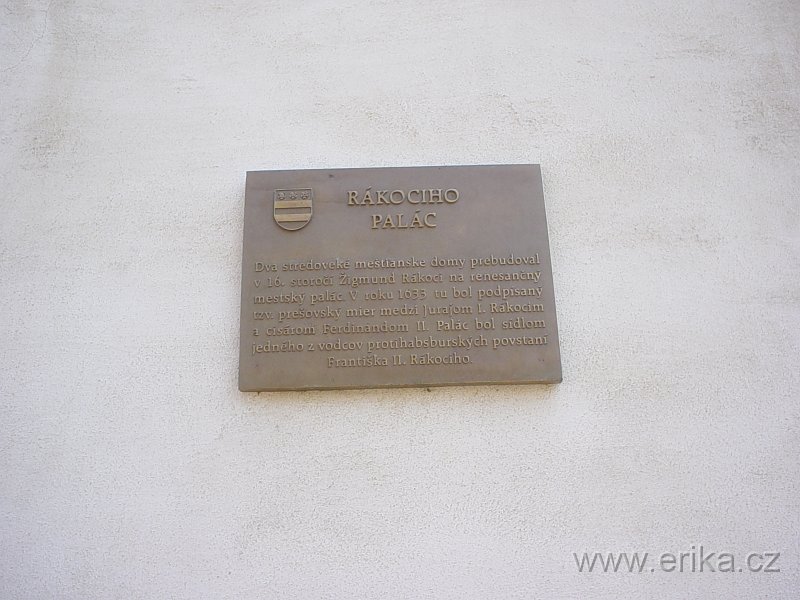 RÁKOCIHO
PALÁC
Dva stredoveké meštianske domy prebudoval
v 16. storočí Žigmund Rákoci na renesančný
mestský palác. V roku 1633 tu bol podpísaný
tzv. prešovský mier medzi Jurajom I. Rákocim
a cisárom Ferdinandom II. Palác bol sídlom
jedného z vodcov protihabsburských povstaní
Františka II. Rákociho.
www.erika.cz